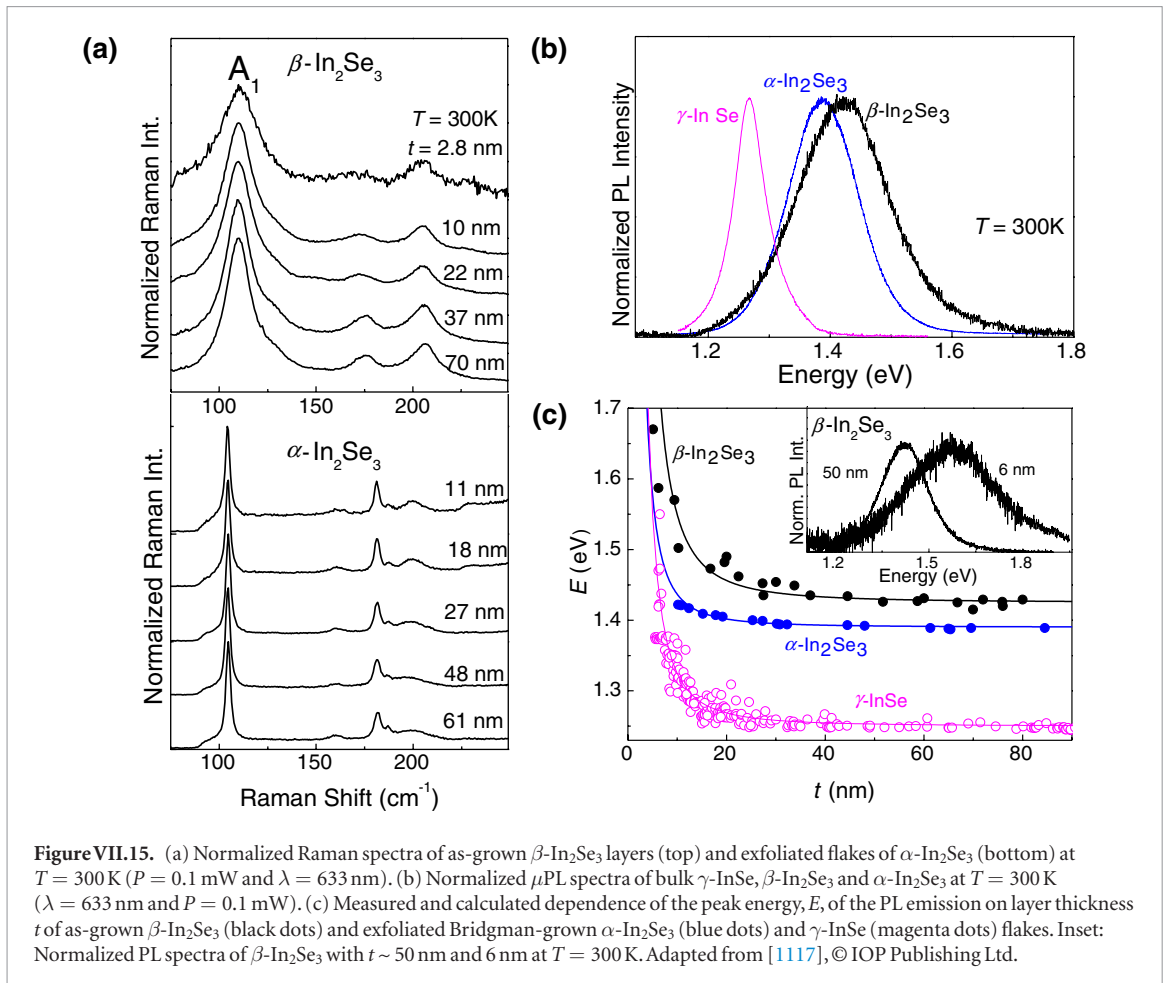 (a)
β-In2Se3
A1
T = 300K
t = 2.8 nm
10 nm
22 nm
37 nm
70 nm
Normalized Raman Int.
100 150 200
α-In2Se3
11 nm
18 nm
27 nm
48 nm
61 nm
Normalized Raman Int.
100 150 200
Raman Shift (cm-1)
(b)
α-In2Se3
γ-In Se
β-In2Se3
T = 300K
Normalized PL Intensity
1.2 1.4 1.6 1.8
Energy (eV)
(c)
1.7
1.6
1.5
1.4
1.3
E (eV)
β-In2Se3
α-In2Se3
γ-InSe
0 20 40 60 80
t (nm)
β-In2Se3
50 nm
6 nm
Norm. PL Int.
1.2 1.5 1.8
Energy (eV)
Figure VII.15. (a) Normalized Raman spectra of as-grown β-In2Se3 layers (top) and exfoliated flakes of α-In2Se3 (bottom) at
T = 300 K (P = 0.1 mW and λ = 633 nm). (b) Normalized μPL spectra of bulk γ-InSe, β-In2Se3 and α-In2Se3 at T = 300 K
(λ = 633 nm and P = 0.1 mW). (c) Measured and calculated dependence of the peak energy, E, of the PL emission on layer thickness
t of as-grown β-In2Se3 (black dots) and exfoliated Bridgman-grown α-In2Se3 (blue dots) and γ-InSe (magenta dots) flakes. Inset:
Normalized PL spectra of β-In2Se3 with t ~ 50 nm and 6 nm at T = 300 K. Adapted from [1117], © IOP Publishing Ltd.